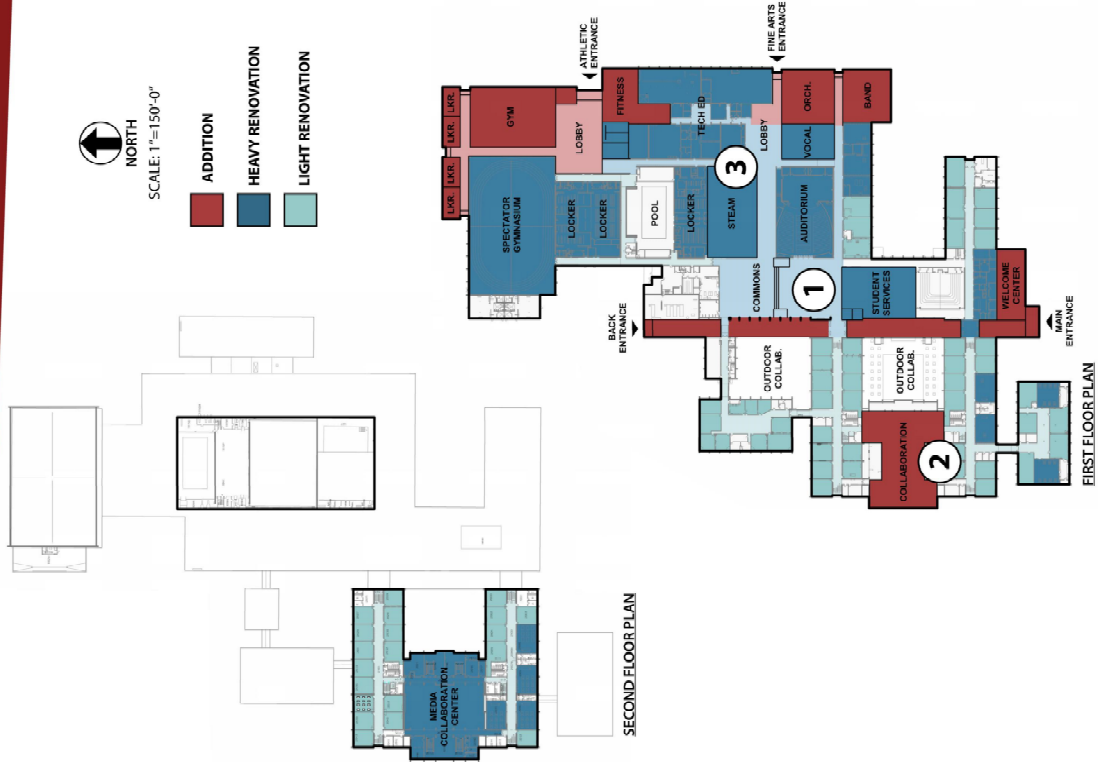 NORTH
SCALE: 1"=150'-0"
ADDITION
HEAVY RENOVATION
LIGHT RENOVATION
ATHLETIC
ENTRANCE
FINE ARTS
ENTRANCE
LKR.
LKR.
LKR.
LKR.
GYM
LOBBY
FITNESS
TECH ED
LOBBY
ORCH.
BAND
VOCAL
SPECTATOR
GYMNASIUM
LOCKER
LOCKER
POOL
LOCKER
STEAM
3
AUDITORIUM
COMMONS
1
STUDENT
SERVICES
WELCOME
CENTER
BACK
ENTRANCE
MAIN
ENTRANCE
OUTDOOR
COLLAB.
OUTDOOR
COLLAB.
COLLABORATION
2
FIRST FLOOR PLAN
MEDIA
COLLABORATION
CENTER
SECOND FLOOR PLAN